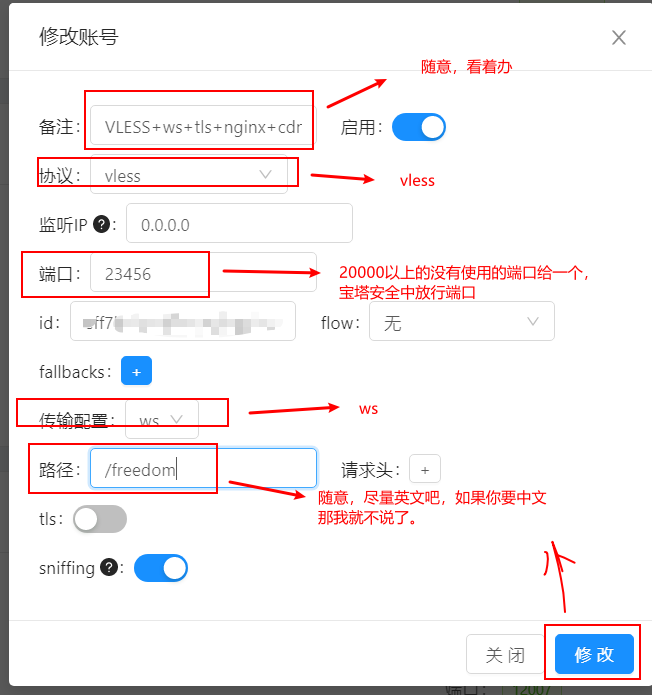 修改账号
随意，看着办
备注:
VLESS+ws+tls+nginx+cdn
启用:
协议:
vless
vless
监听IP ? :
0.0.0.0
端口:
23456
20000以上的没有使用的端口给一个，
宝塔安全中放行端口
id:
flow:
无
fallbacks:
+
传输配置:
ws
ws
路径:
/freedom
请求头:
+
随意，尽量英文吧，如果你要中文
那我就不说了。
tls:
sniffing ? :
关 闭
修 改
端口:
12007